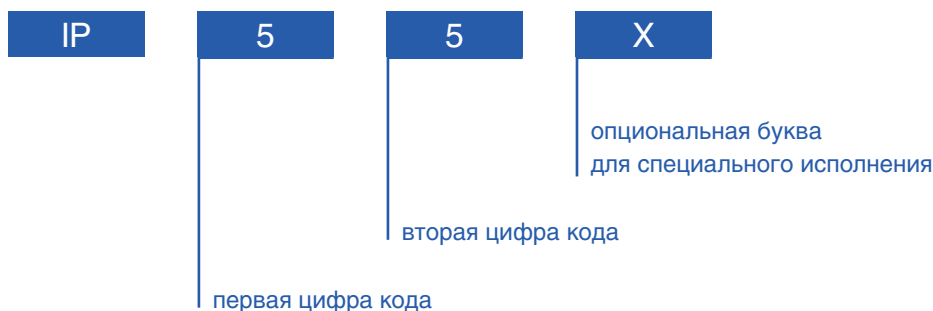 IP 5 5 X
опциональная буква
для специального исполнения
вторая цифра кода
первая цифра кода